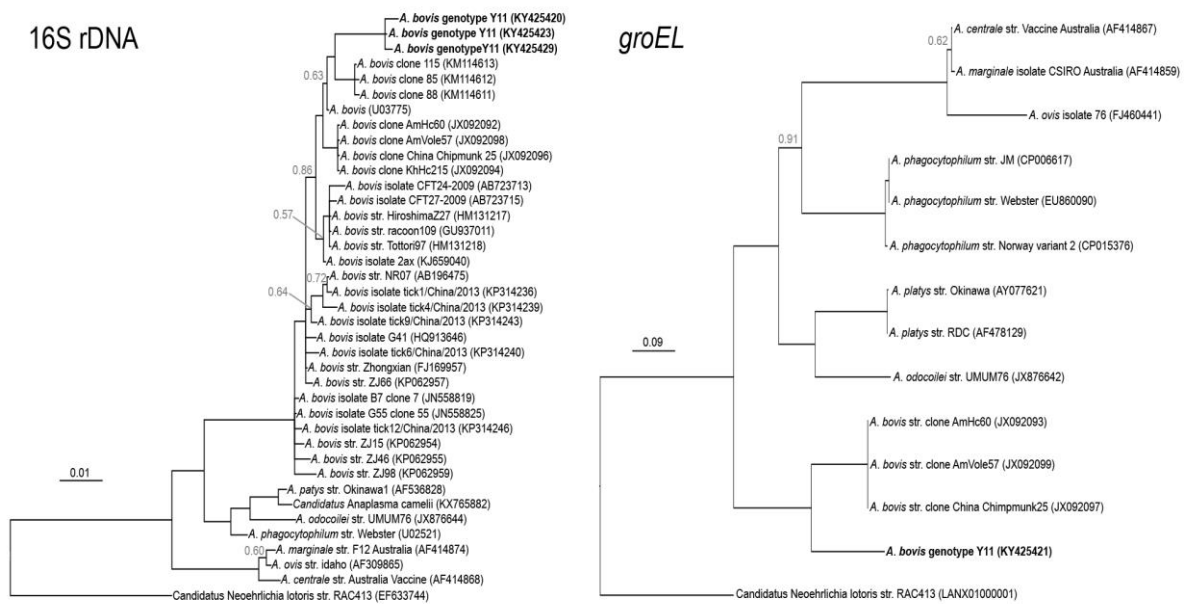 16S rDNA
A. bovis genotype Y11 (KY425420)
A. bovis genotype Y11 (KY425423)
A. bovis genotypeY11 (KY425429)
A. bovis clone 115 (KM114613)
0.63
A. bovis clone 85 (KM114612)
A. bovis clone 88 (KM114611)
A. bovis (U03775)
A. bovis clone AmHc60 (JX092092)
A. bovis clone AmVole57 (JX092098)
A. bovis clone China Chipmunk 25 (JX092096)
0.86
A. bovis clone KhHc215 (JX092094)
A. bovis isolate CFT24-2009 (AB723713)
A. bovis isolate CFT27-2009 (AB723715)
0.57
A. bovis str. HiroshimaZ27 (HM131217)
A. bovis str. racoon109 (GU937011)
A. bovis str. Tottori97 (HM131218)
A. bovis isolate 2ax (KJ659040)
0.72
A. bovis str. NR07 (AB196475)
0.64
A. bovis isolate tick1/China/2013 (KP314236)
A. bovis isolate tick4/China/2013 (KP314239)
A. bovis isolate tick9/China/2013 (KP314243)
A. bovis isolate G41 (HQ913646)
A. bovis isolate tick6/China/2013 (KP314240)
A. bovis str. Zhongxian (FJ169957)
A. bovis str. ZJ66 (KP062957)
A. bovis isolate B7 clone 7 (JN558819)
A. bovis isolate G55 clone 55 (JN558825)
A. bovis isolate tick12/China/2013 (KP314246)
A. bovis str. ZJ15 (KP062954)
A. bovis str. ZJ46 (KP062955)
0.01
A. bovis str. ZJ98 (KP062959)
A. patys str. Okinawa1 (AF536828)
Candidatus Anaplasma camelii (KX765882)
A. odocoilei str. UMUM76 (JX876644)
A. phagocytophilum str. Webster (U02521)
0.60
A. marginale str. F12 Australia (AF414874)
A. ovis str. idaho (AF309865)
A. centrale str. Australia Vaccine (AF414868)
Candidatus Neoehrlichia lotoris str. RAC413 (EF633744)
groEL
A. centrale str. Vaccine Australia (AF414867)
0.62
A. marginale isolate CSIRO Australia (AF414859)
A. ovis isolate 76 (FJ460441)
0.91
A. phagocytophilum str. JM (CP006617)
A. phagocytophilum str. Webster (EU860090)
A. phagocytophilum str. Norway variant 2 (CP015376)
A. platys str. Okinawa (AY077621)
A. platys str. RDC (AF478129)
0.09
A. odocoilei str. UMUM76 (JX876642)
A. bovis str. clone AmHc60 (JX092093)
A. bovis str. clone AmVole57 (JX092099)
A. bovis str. clone China Chimpmunk25 (JX092097)
A. bovis genotype Y11 (KY425421)
Candidatus Neoehrlichia lotoris str. RAC413 (LANX01000001)